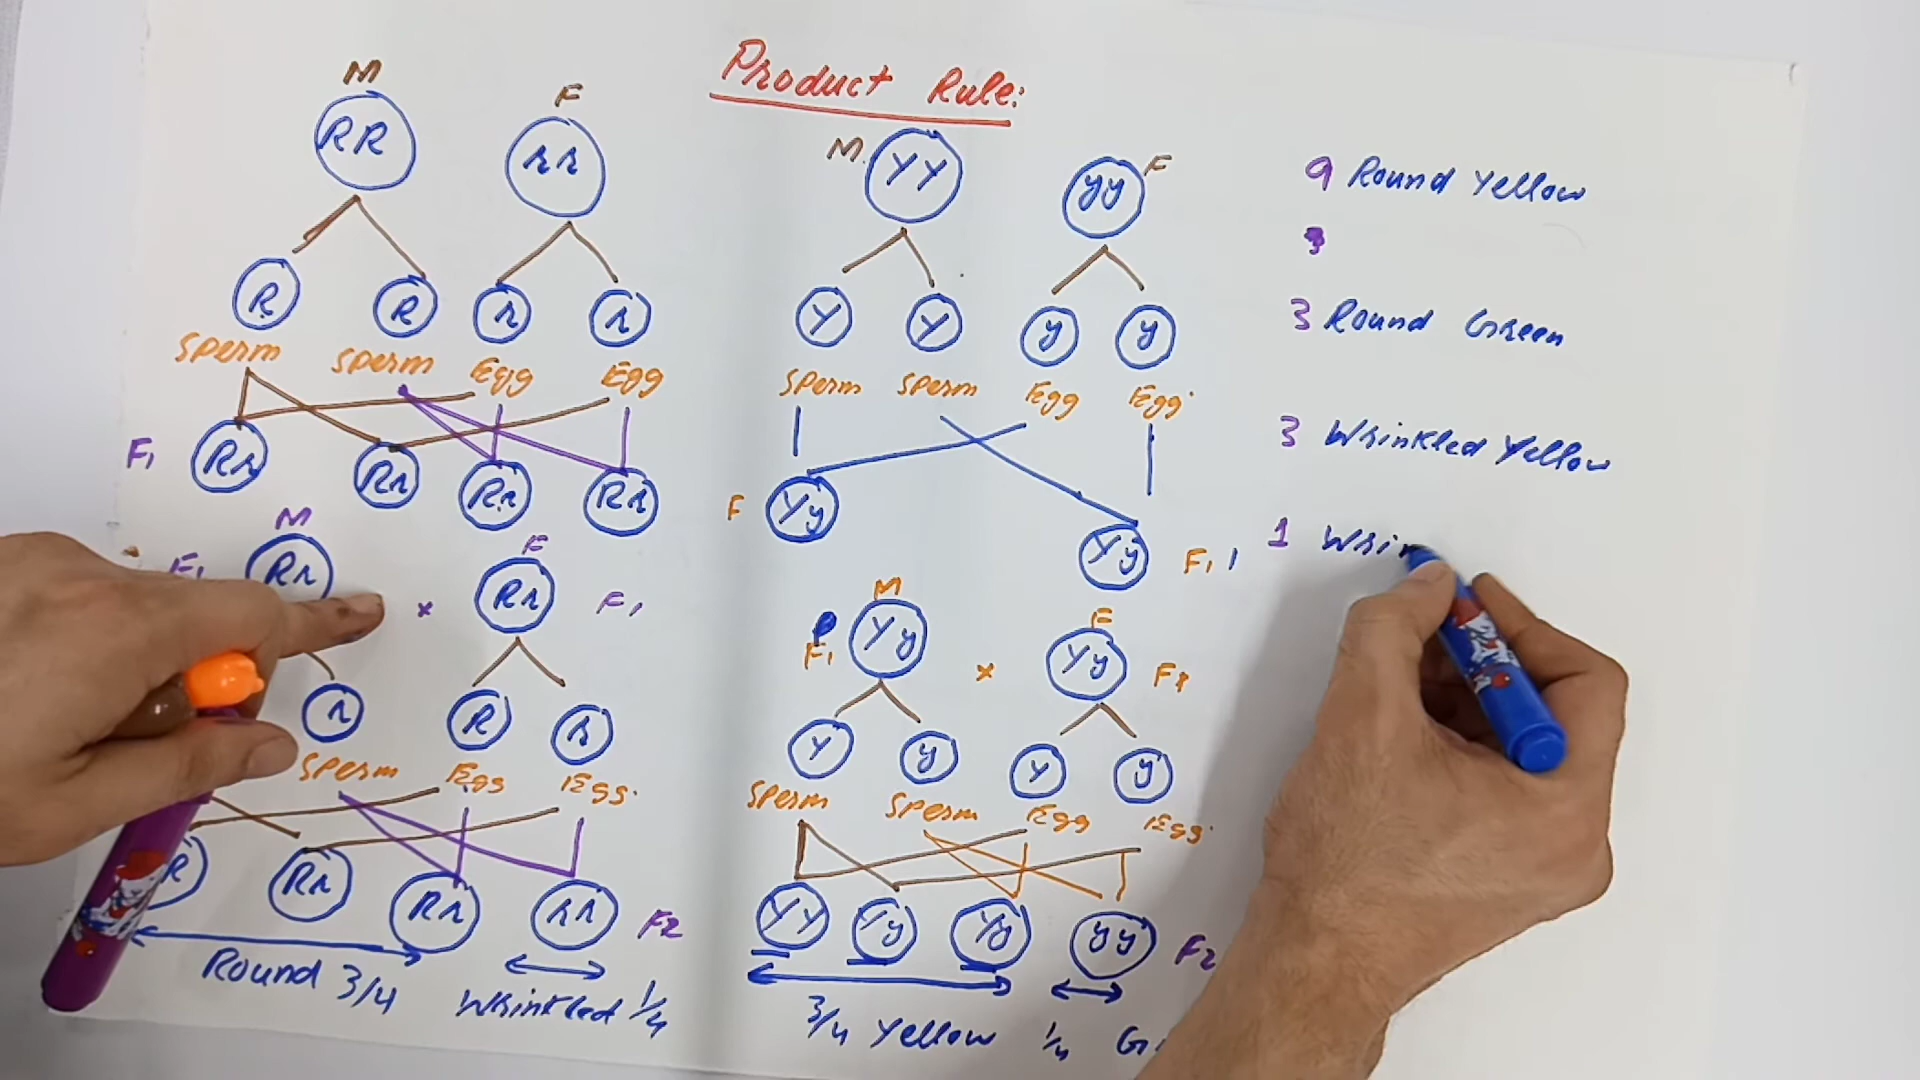 Product Rule:
M
F
RR
rr
M.
YY
yy
F
R
R
r
r
Y
Y
y
y
Sperm
Sperm
Egg
Egg
Sperm
Sperm
Egg
Egg
F1
Rr
Rr
Rr
Rr
F
Yy
Yy
F1 1
M
F1
Rr
x
F
Rr
F1
M
F1
Yy
x
F
Yy
r
R
r
Y
y
Y
y
Sperm
Egg
Egg
Sperm
Sperm
Egg
Egg
R
Rr
Rr
rr
F2
YY
Yy
Yy
yy
F2
Round 3/4
Wrinkled 1/4
3/4 Yellow
1/4 G
9 Round Yellow
3
3 Round Green
3 Wrinkled Yellow
1 Wrin